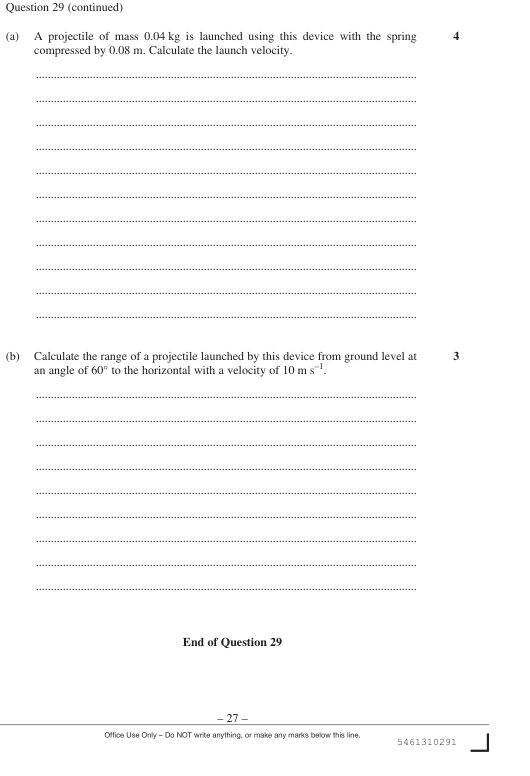 Question 29 (continued)
(a) A projectile of mass 0.04 kg is launched using this device with the spring 4
compressed by 0.08 m. Calculate the launch velocity.
(b) Calculate the range of a projectile launched by this device from ground level at 3
an angle of 60° to the horizontal with a velocity of 10 m s⁻¹.
End of Question 29
– 27 –
Office Use Only – Do NOT write anything, or make any marks below this line.
5461310291